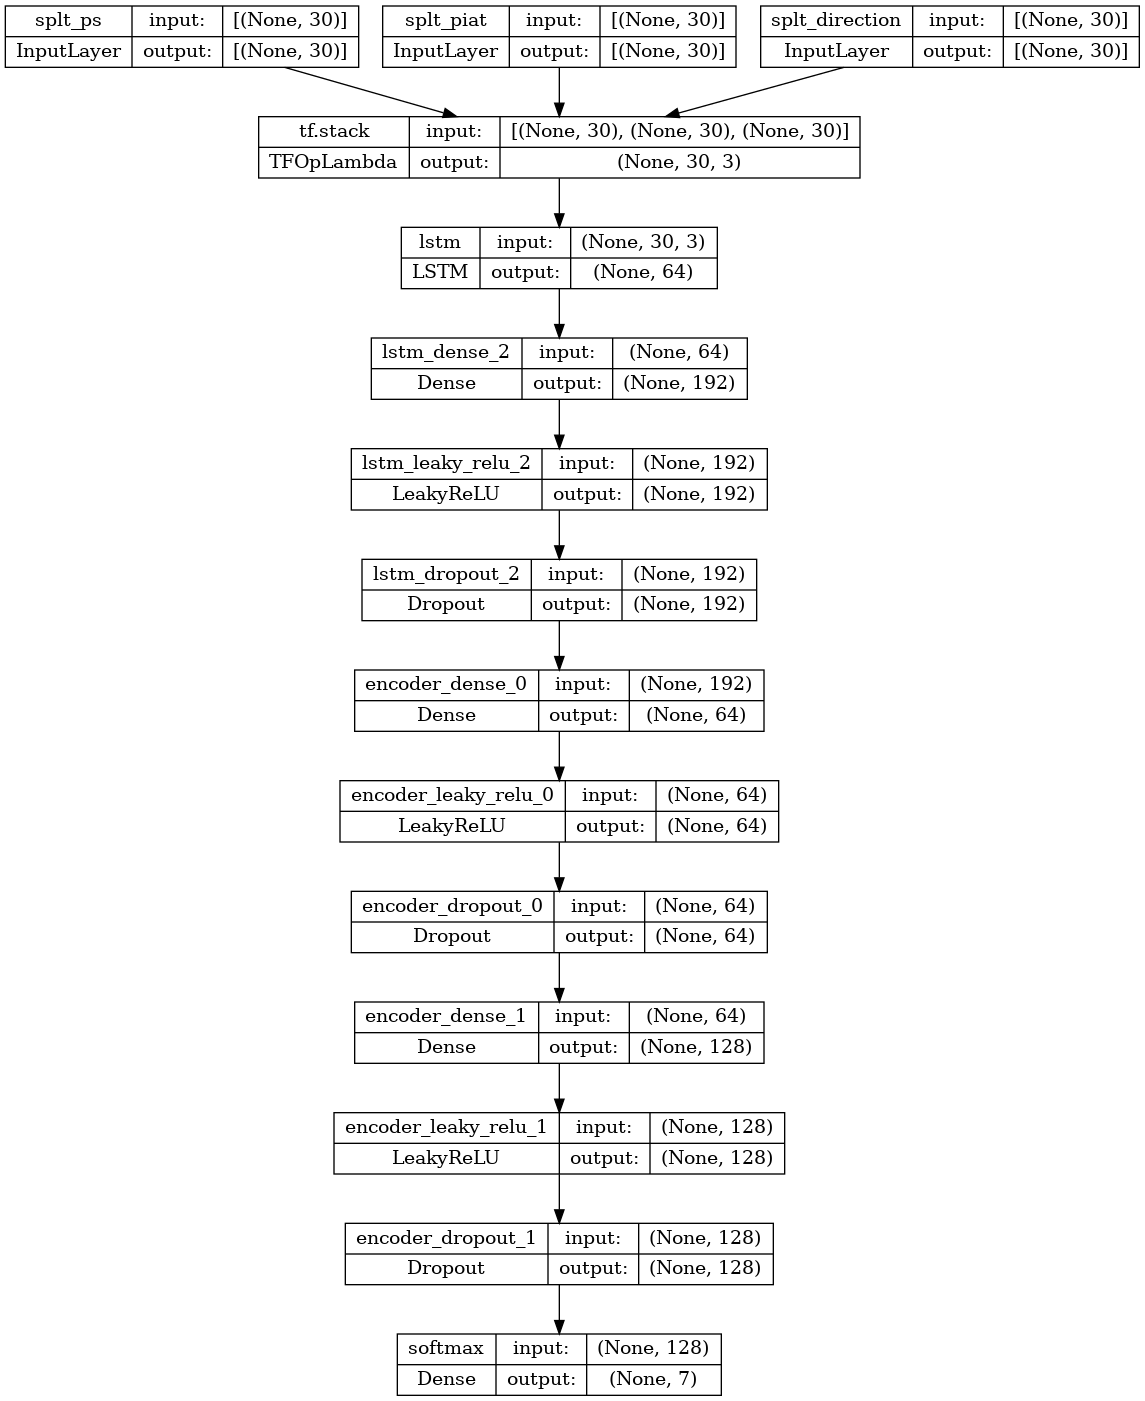 splt_ps input: [(None, 30)]
InputLayer output: [(None, 30)]
splt_piat input: [(None, 30)]
InputLayer output: [(None, 30)]
splt_direction input: [(None, 30)]
InputLayer output: [(None, 30)]
tf.stack input: [(None, 30), (None, 30), (None, 30)]
TFOpLambda output: (None, 30, 3)
lstm input: (None, 30, 3)
LSTM output: (None, 64)
lstm_dense_2 input: (None, 64)
Dense output: (None, 192)
lstm_leaky_relu_2 input: (None, 192)
LeakyReLU output: (None, 192)
lstm_dropout_2 input: (None, 192)
Dropout output: (None, 192)
encoder_dense_0 input: (None, 192)
Dense output: (None, 64)
encoder_leaky_relu_0 input: (None, 64)
LeakyReLU output: (None, 64)
encoder_dropout_0 input: (None, 64)
Dropout output: (None, 64)
encoder_dense_1 input: (None, 64)
Dense output: (None, 128)
encoder_leaky_relu_1 input: (None, 128)
LeakyReLU output: (None, 128)
encoder_dropout_1 input: (None, 128)
Dropout output: (None, 128)
softmax input: (None, 128)
Dense output: (None, 7)